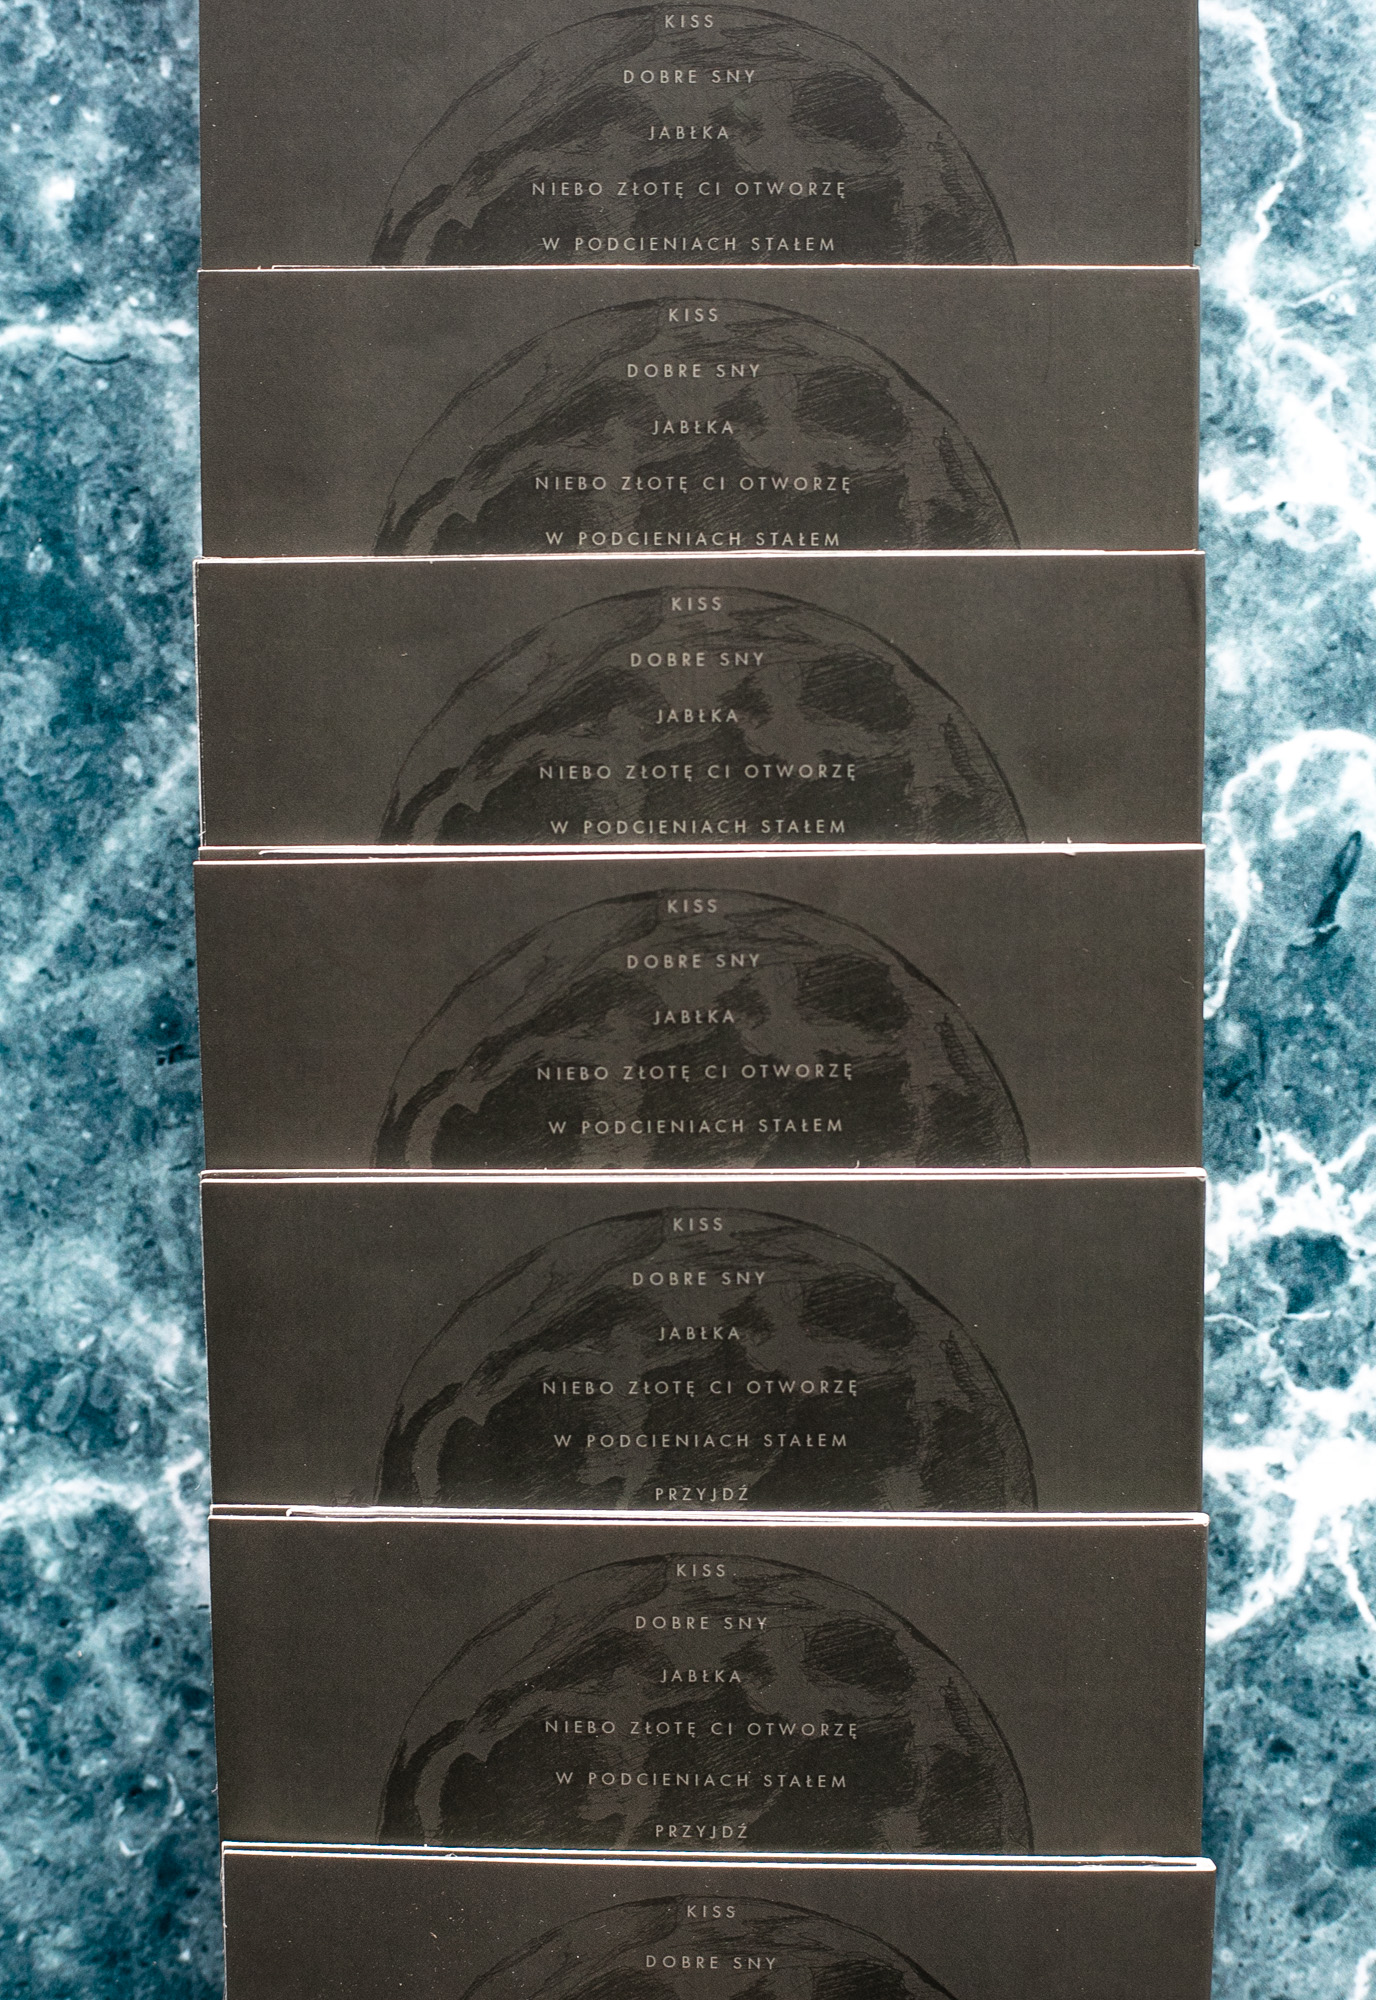 KISS
DOBRE SNY
JABŁKA
NIEBO ZŁOTĘ CI OTWORZĘ
W PODCIENIACH STAŁEM
KISS
DOBRE SNY
JABŁKA
NIEBO ZŁOTĘ CI OTWORZĘ
W PODCIENIACH STAŁEM
KISS
DOBRE SNY
JABŁKA
NIEBO ZŁOTĘ CI OTWORZĘ
W PODCIENIACH STAŁEM
KISS
DOBRE SNY
JABŁKA
NIEBO ZŁOTĘ CI OTWORZĘ
W PODCIENIACH STAŁEM
KISS
DOBRE SNY
JABŁKA
NIEBO ZŁOTĘ CI OTWORZĘ
W PODCIENIACH STAŁEM
PRZYJDŹ
KISS
DOBRE SNY
JABŁKA
NIEBO ZŁOTĘ CI OTWORZĘ
W PODCIENIACH STAŁEM
PRZYJDŹ
KISS
DOBRE SNY